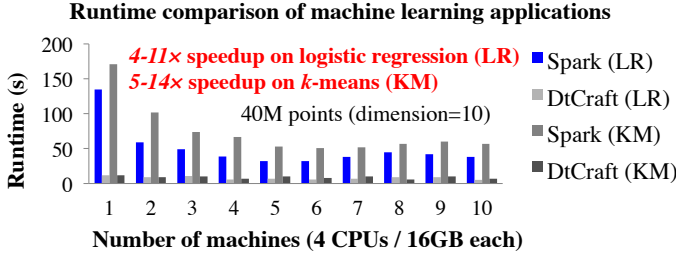 Runtime comparison of machine learning applications
Runtime (s)
200
150
100
50
0
4-11× speedup on logistic regression (LR)
5-14× speedup on k-means (KM)
40M points (dimension=10)
Spark (LR)
DtCraft (LR)
Spark (KM)
DtCraft (KM)
1 2 3 4 5 6 7 8 9 10
Number of machines (4 CPUs / 16GB each)